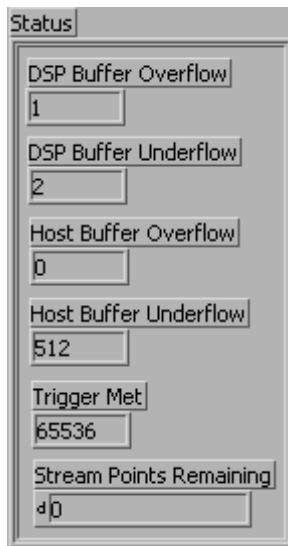 Status
DSP Buffer Overflow
1
DSP Buffer Underflow
2
Host Buffer Overflow
0
Host Buffer Underflow
512
Trigger Met
65536
Stream Points Remaining
d 0